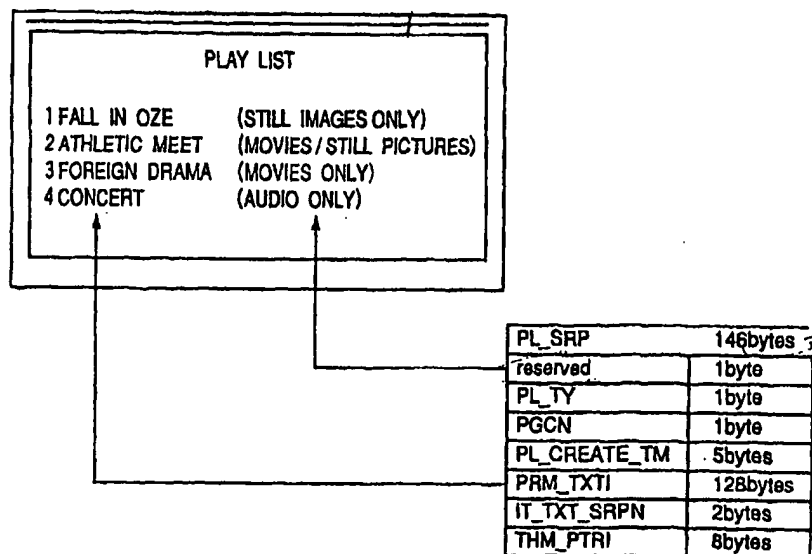 PLAY LIST
1 FALL IN OZE (STILL IMAGES ONLY)
2 ATHLETIC MEET (MOVIES / STILL PICTURES)
3 FOREIGN DRAMA (MOVIES ONLY)
4 CONCERT (AUDIO ONLY)
PL_SRP 146bytes
reserved 1byte
PL_TY 1byte
PGCN 1byte
PL_CREATE_TM 5bytes
PRM_TXTI 128bytes
IT_TXT_SRPN 2bytes
THM_PTRI 8bytes